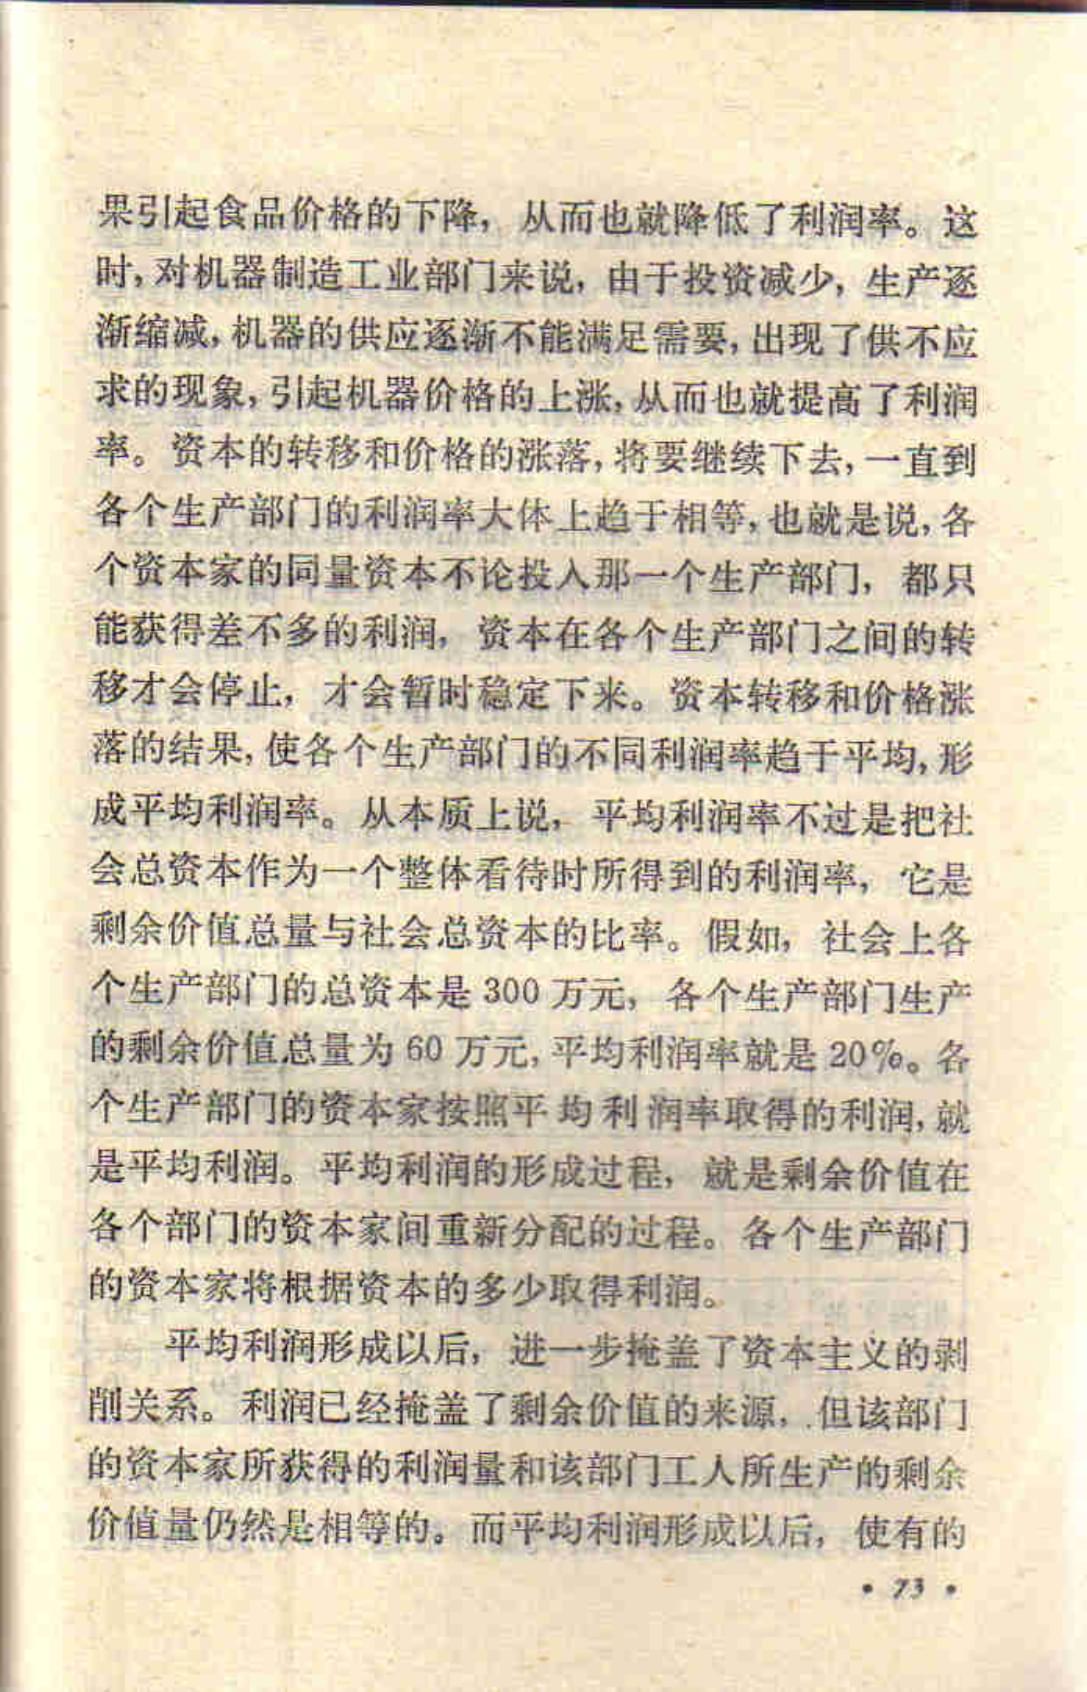 果引起食品价格的下降，从而也就降低了利润率。这
时，对机器制造工业部门来说，由于投资减少，生产逐
渐缩减，机器的供应逐渐不能满足需要，出现了供不应
求的现象，引起机器价格的上涨，从而也就提高了利润
率。资本的转移和价格的涨落，将要继续下去，一直到
各个生产部门的利润率大体上趋于相等，也就是说，各
个资本家的同量资本不论投入那一个生产部门，都只
能获得差不多的利润，资本在各个生产部门之间的转
移才会停止，才会暂时稳定下来。资本转移和价格涨
落的结果，使各个生产部门的不同利润率趋于平均，形
成平均利润率。从本质上说，平均利润率不过是把社
会总资本作为一个整体看待时所得到的利润率，它是
剩余价值总量与社会总资本的比率。假如，社会上各
个生产部门的总资本是 300 万元，各个生产部门生产
的剩余价值总量为 60 万元，平均利润率就是 20%。各
个生产部门的资本家按照平均利润率取得的利润，就
是平均利润。平均利润的形成过程，就是剩余价值在
各个部门的资本家间重新分配的过程。各个生产部门
的资本家将根据资本的多少取得利润。
平均利润形成以后，进一步掩盖了资本主义的剥
削关系。利润已经掩盖了剩余价值的来源，但该部门
的资本家所获得的利润量和该部门工人所生产的剩余
价值量仍然是相等的。而平均利润形成以后，使有的
• 73 •